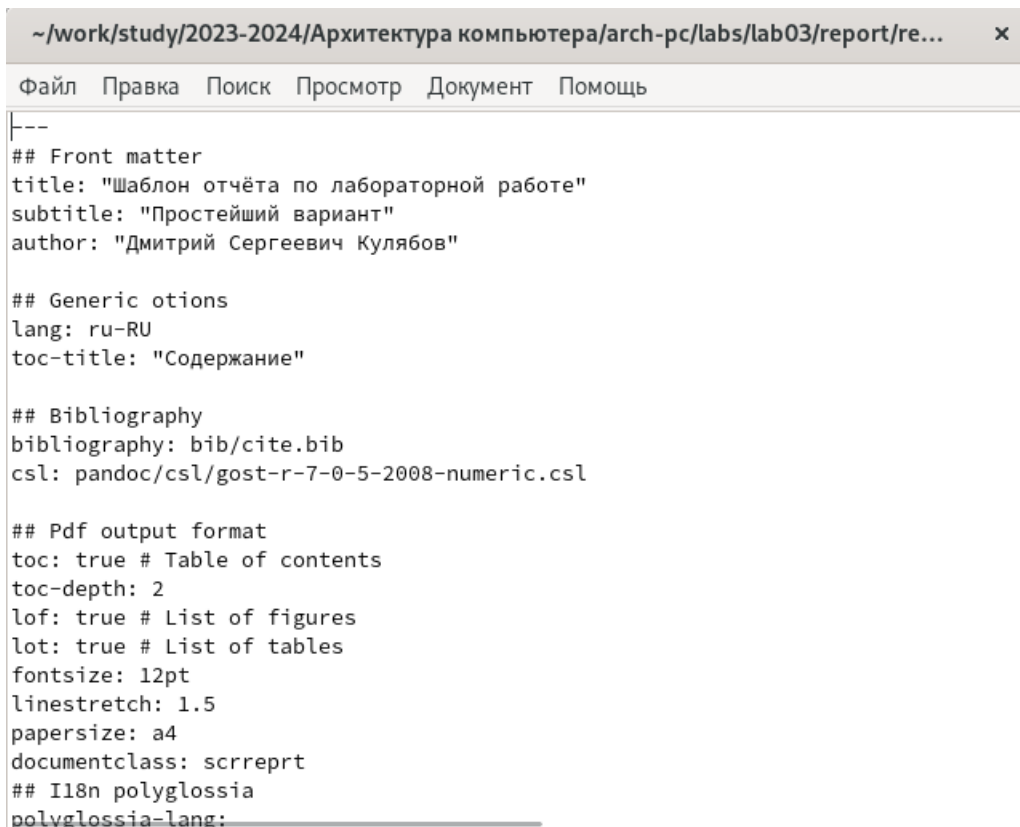 ~/work/study/2023-2024/Архитектура компьютера/arch-pc/labs/lab03/report/re... ×
Файл Правка Поиск Просмотр Документ Помощь
---
## Front matter
title: "Шаблон отчёта по лабораторной работе"
subtitle: "Простейший вариант"
author: "Дмитрий Сергеевич Кулябов"
## Generic otions
lang: ru-RU
toc-title: "Содержание"
## Bibliography
bibliography: bib/cite.bib
csl: pandoc/csl/gost-r-7-0-5-2008-numeric.csl
## Pdf output format
toc: true # Table of contents
toc-depth: 2
lof: true # List of figures
lot: true # List of tables
fontsize: 12pt
linestretch: 1.5
papersize: a4
documentclass: scrreprt
## I18n polyglossia
polyglossia-lang: